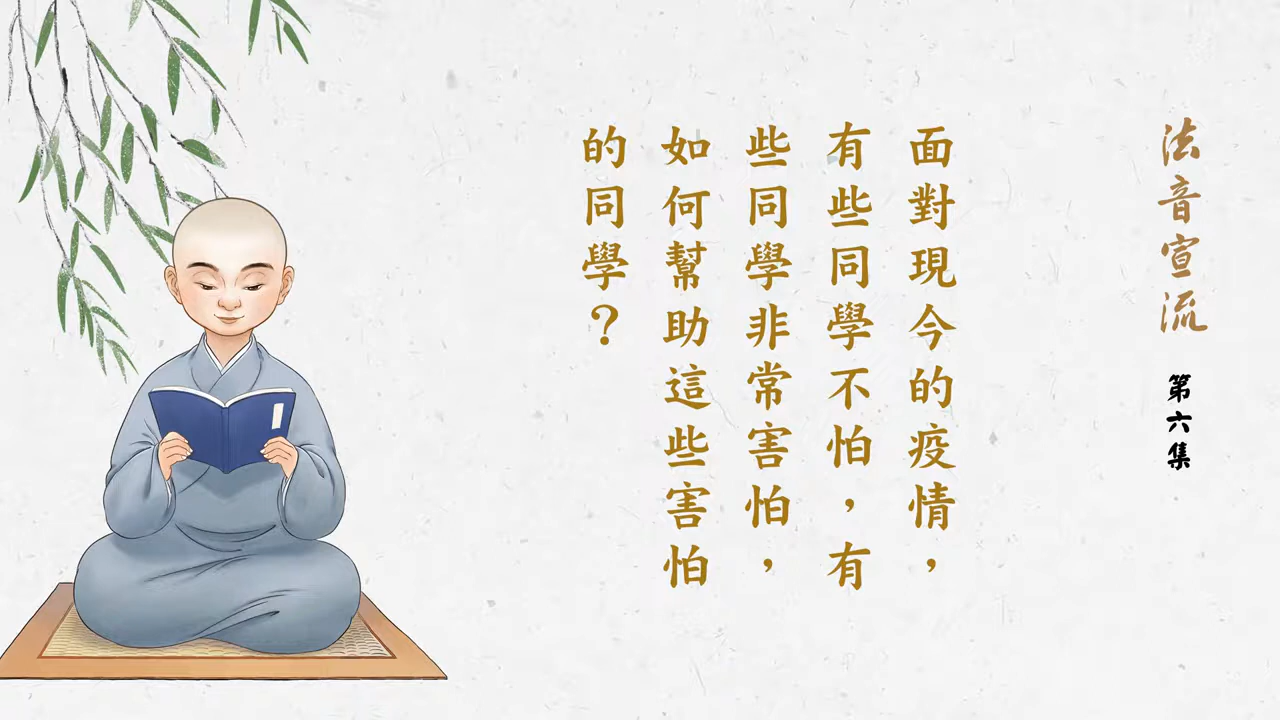 法音宣流
第六集
面對現今的疫情，
有些同學不怕，有
些同學非常害怕，
如何幫助這些害怕
的同學？